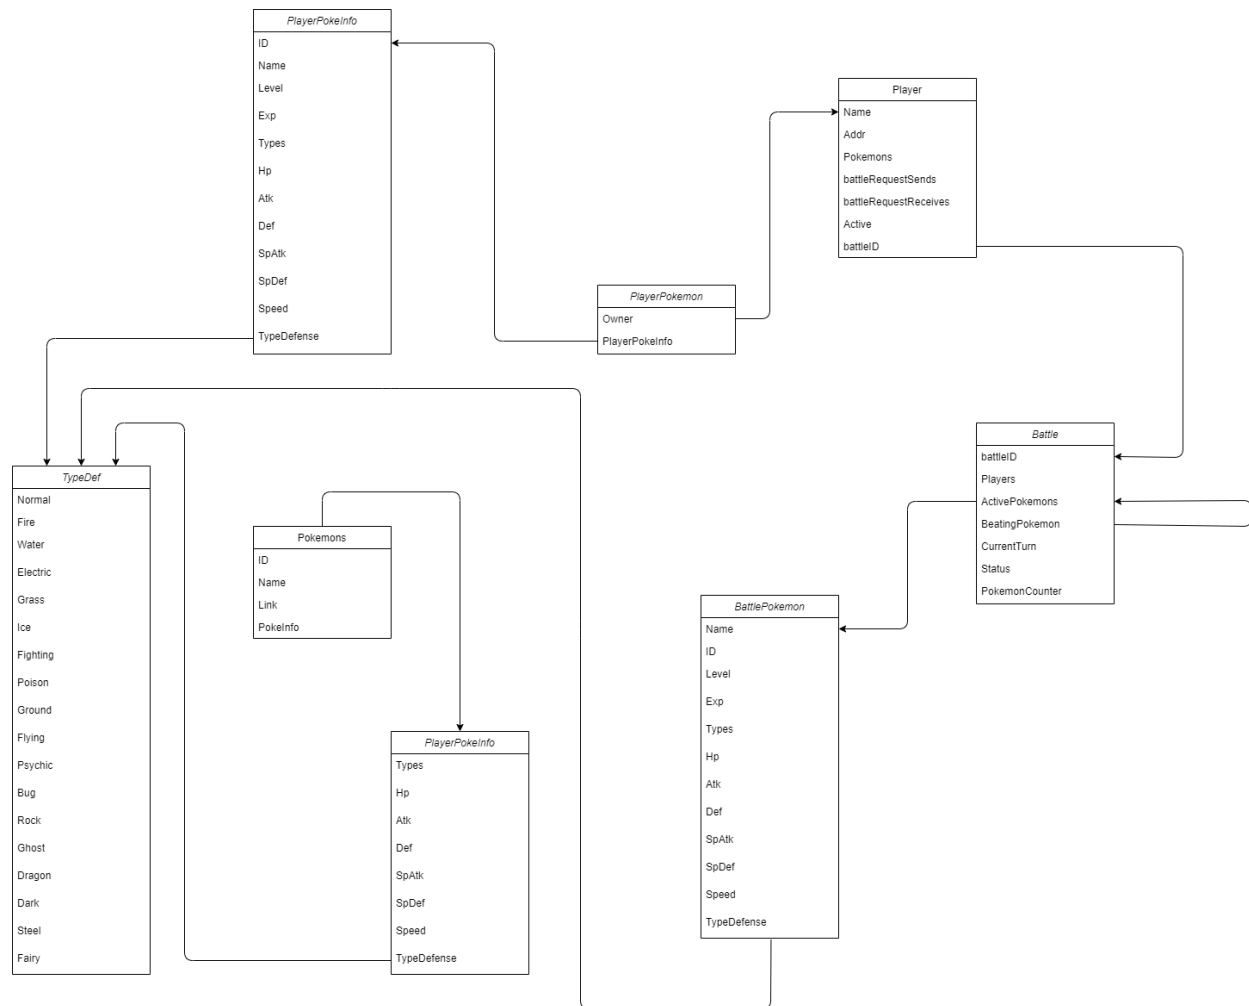 PlayerPokeInfo
ID
Name
Level
Exp
Types
Hp
Atk
Def
SpAtk
SpDef
Speed
TypeDefense
Player
Name
Addr
Pokemons
battleRequestSends
battleRequestReceives
Active
battleID
PlayerPokemon
Owner
PlayerPokeInfo
Battle
battleID
Players
ActivePokemons
BeatingPokemon
CurrentTurn
Status
PokemonCounter
TypeDef
Normal
Fire
Water
Electric
Grass
Ice
Fighting
Poison
Ground
Flying
Psychic
Bug
Rock
Ghost
Dragon
Dark
Steel
Fairy
Pokemons
ID
Name
Link
PokeInfo
PlayerPokeInfo
Types
Hp
Atk
Def
SpAtk
SpDef
Speed
TypeDefense
BattlePokemon
Name
ID
Level
Exp
Types
Hp
Atk
Def
SpAtk
SpDef
Speed
TypeDefense